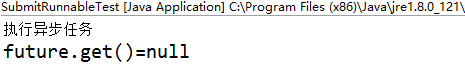 SubmitRunnableTest [Java Application] C:\Program Files (x86)\Java\jre1.8.0_121\
执行异步任务
future.get()=null